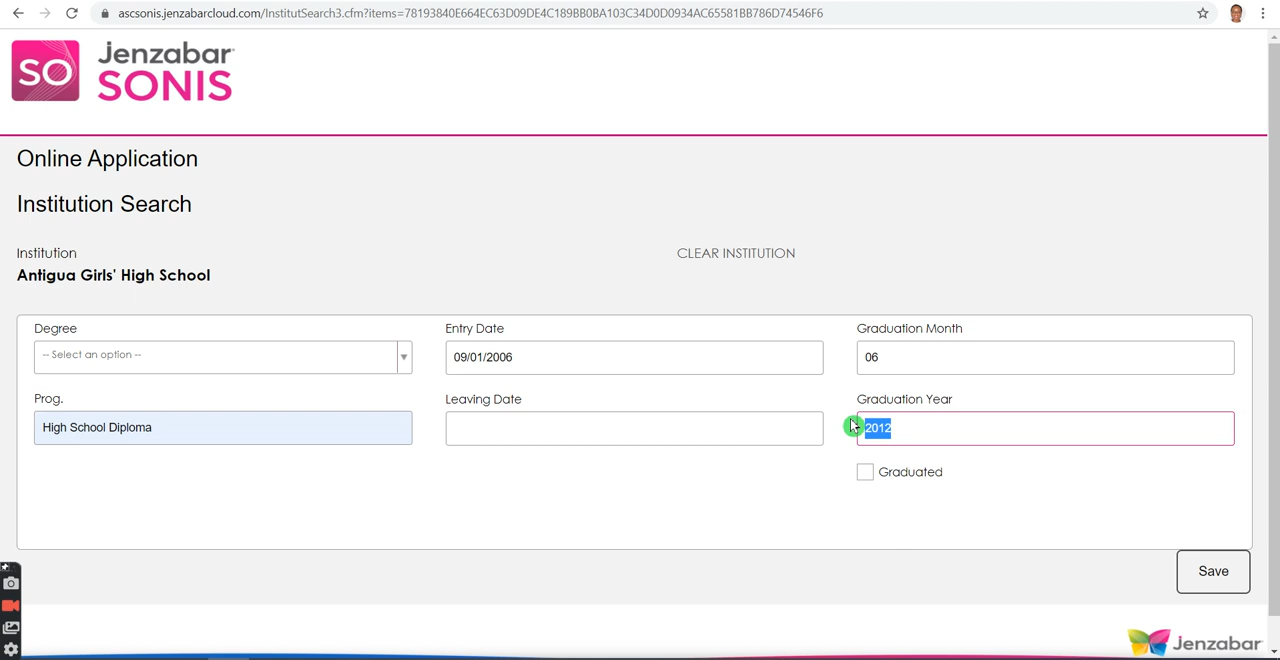 ascsonis.jenzabarcloud.com/InstitutSearch3.cfm?items=78193840E664EC63D09DE4C189BB0BA103C34D0D0934AC65581BB786D74546F6
SO
Jenzabar
SONIS
Online Application
Institution Search
Institution
CLEAR INSTITUTION
Antigua Girls' High School
Degree
Entry Date
Graduation Month
-- Select an option --
09/01/2006
06
Prog.
Leaving Date
Graduation Year
High School Diploma
2012
Graduated
Save
Jenzabar